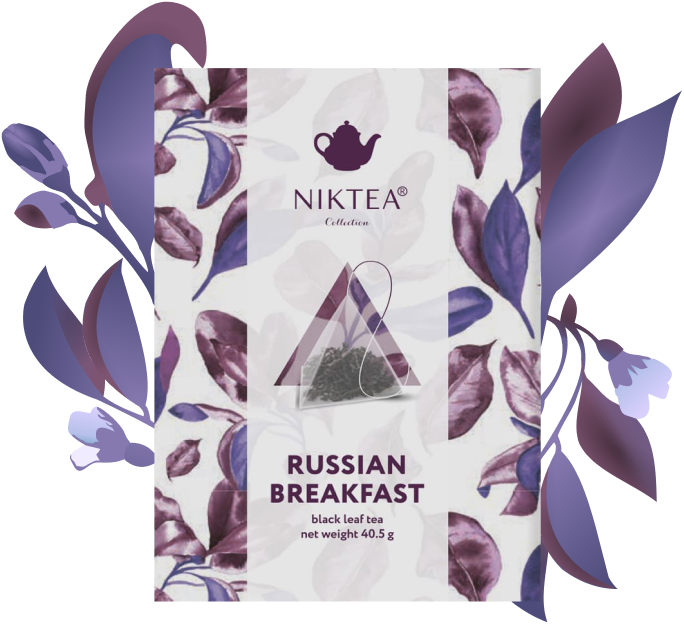 NIKTEA®
Collection
RUSSIAN
BREAKFAST
black leaf tea
net weight 40.5 g